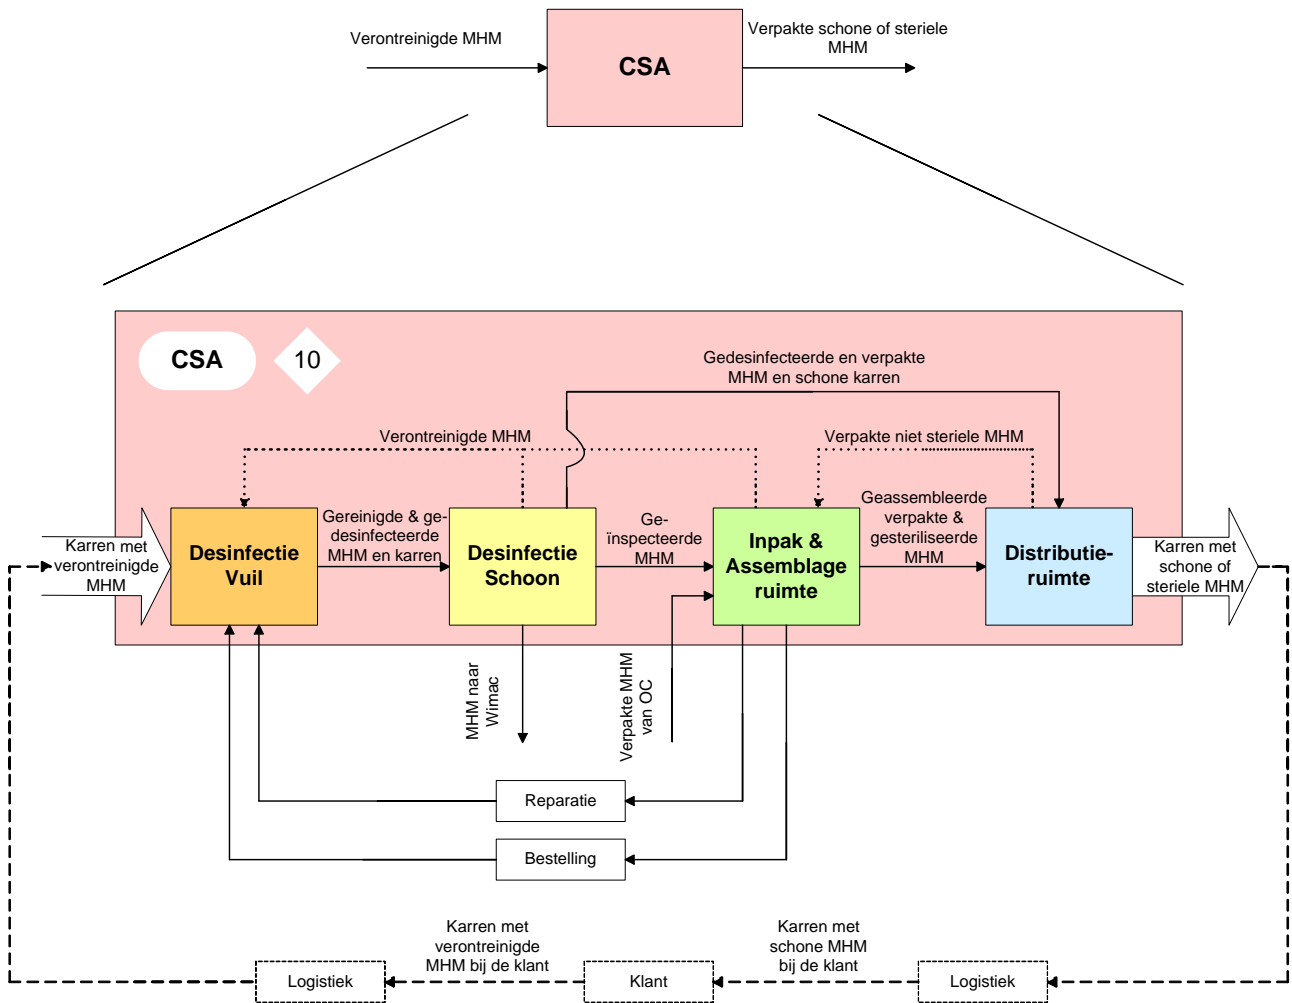 Verontreinigde MHM
CSA
Verpakte schone of steriele
MHM
CSA
10
Gedesinfecteerde en verpakte
MHM en schone karren
Verontreinigde MHM
Verpakte niet steriele MHM
Karren met
verontreinigde
MHM
Desinfectie
Vuil
Gereinigde & ge-
desinfecteerde
MHM en karren
Desinfectie
Schoon
Ge-
ïnspecteerde
MHM
Inpak &
Assemblage
ruimte
Geassembleerde
verpakte &
gesteriliseerde
MHM
Distributie-
ruimte
Karren met
schone of
steriele MHM
MHM naar
Wimac
Verpakte MHM
van OC
Reparatie
Bestelling
Karren met
verontreinigde
MHM bij de klant
Karren met
schone MHM
bij de klant
Logistiek
Klant
Logistiek